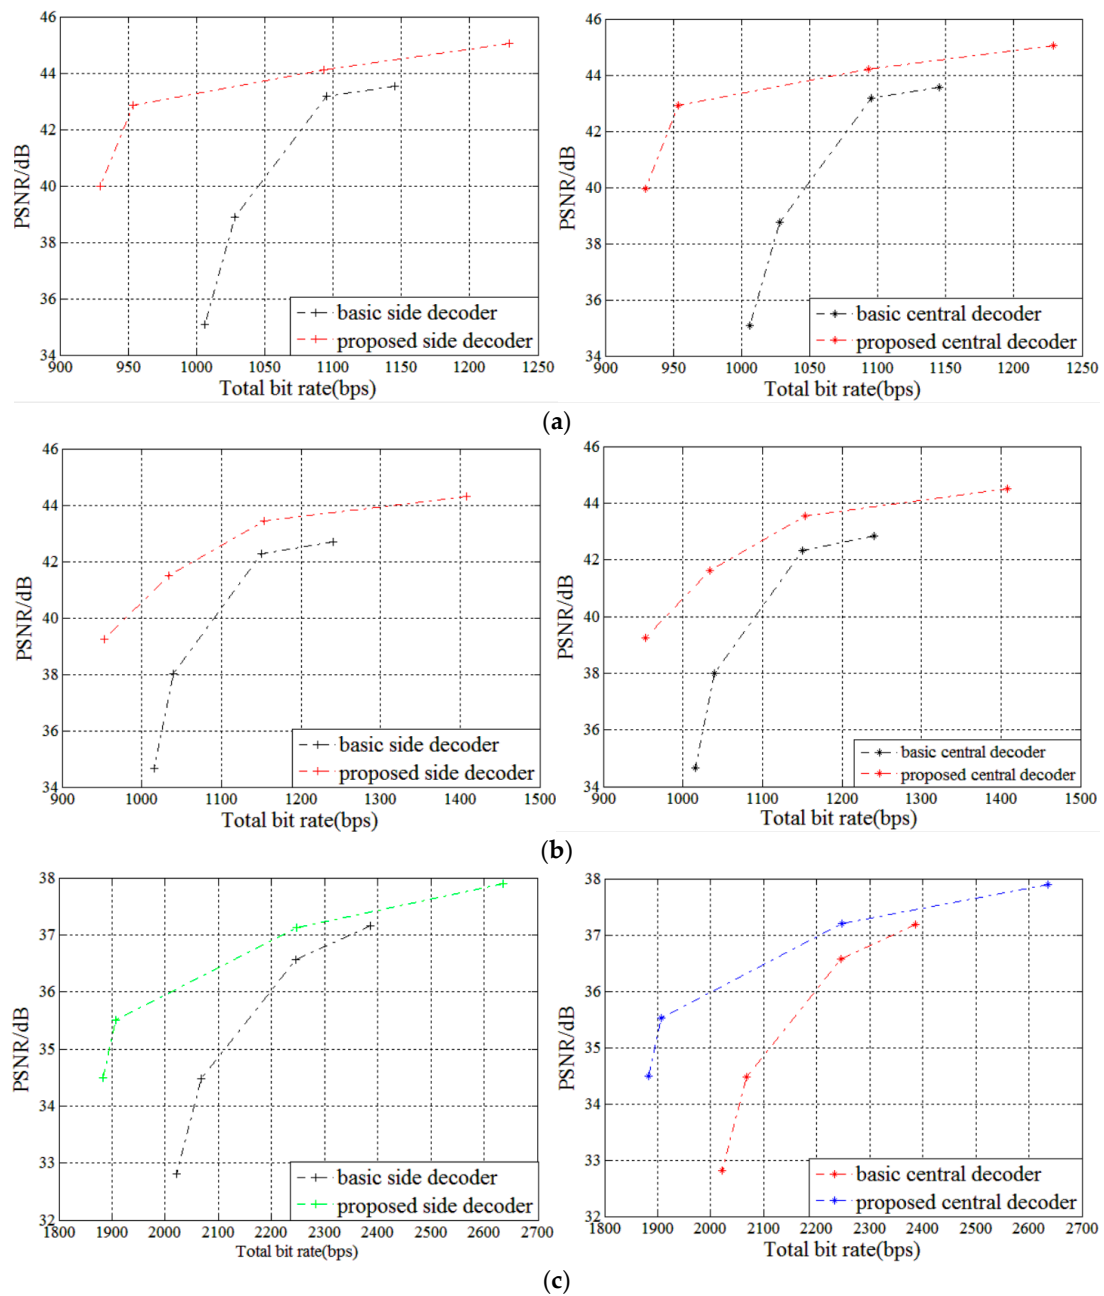 46
44
42
40
38
36
34
PSNR/dB
basic side decoder
proposed side decoder
900 950 1000 1050 1100 1150 1200 1250
Total bit rate(bps)
46
44
42
40
38
36
34
PSNR/dB
basic central decoder
proposed central decoder
900 950 1000 1050 1100 1150 1200 1250
Total bit rate(bps)
(a)
46
44
42
40
38
36
34
PSNR/dB
basic side decoder
proposed side decoder
900 1000 1100 1200 1300 1400 1500
Total bit rate(bps)
46
44
42
40
38
36
34
PSNR/dB
basic central decoder
proposed central decoder
900 1000 1100 1200 1300 1400 1500
Total bit rate(bps)
(b)
38
37
36
35
34
33
32
PSNR/dB
basic side decoder
proposed side decoder
1800 1900 2000 2100 2200 2300 2400 2500 2600 2700
Total bit rate(bps)
38
37
36
35
34
33
32
PSNR/dB
basic central decoder
proposed central decoder
1800 1900 2000 2100 2200 2300 2400 2500 2600 2700
Total bit rate(bps)
(c)